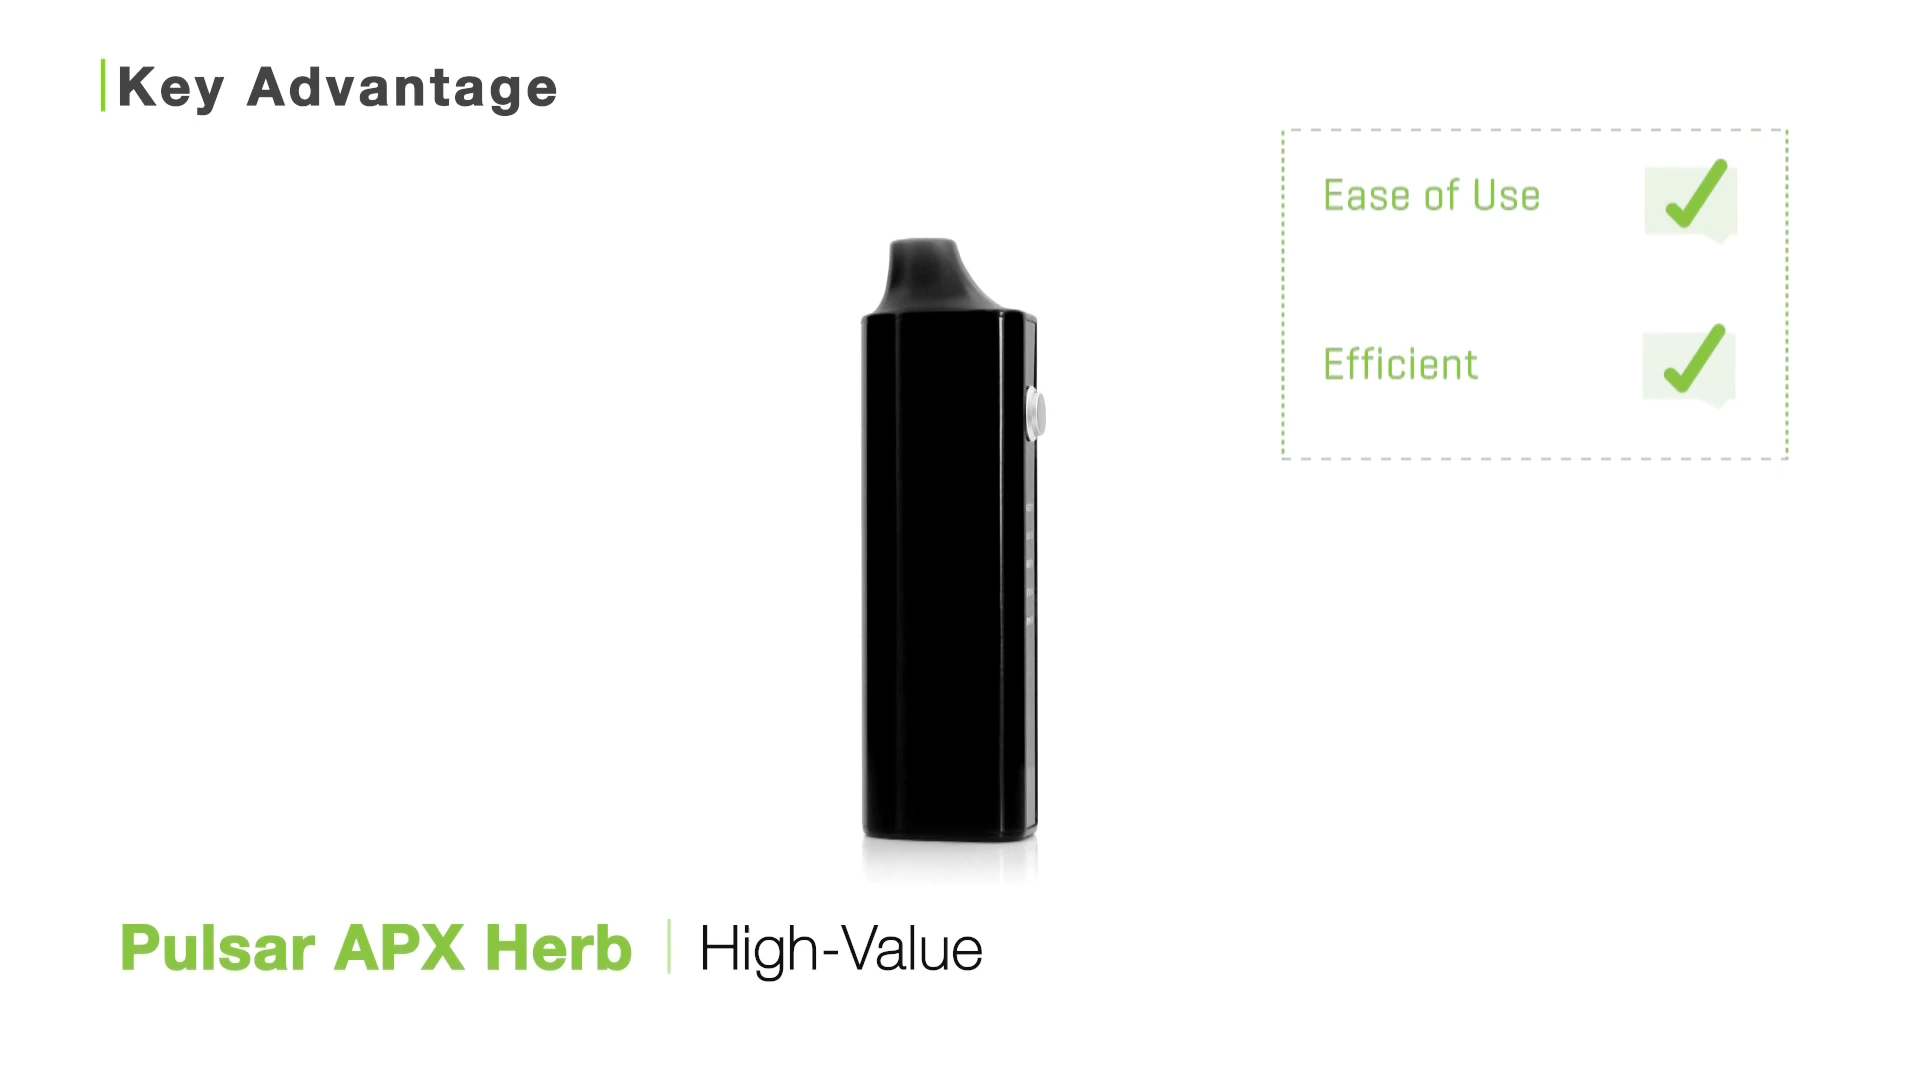 Key Advantage
Ease of Use
Efficient
Pulsar APX Herb
High-Value